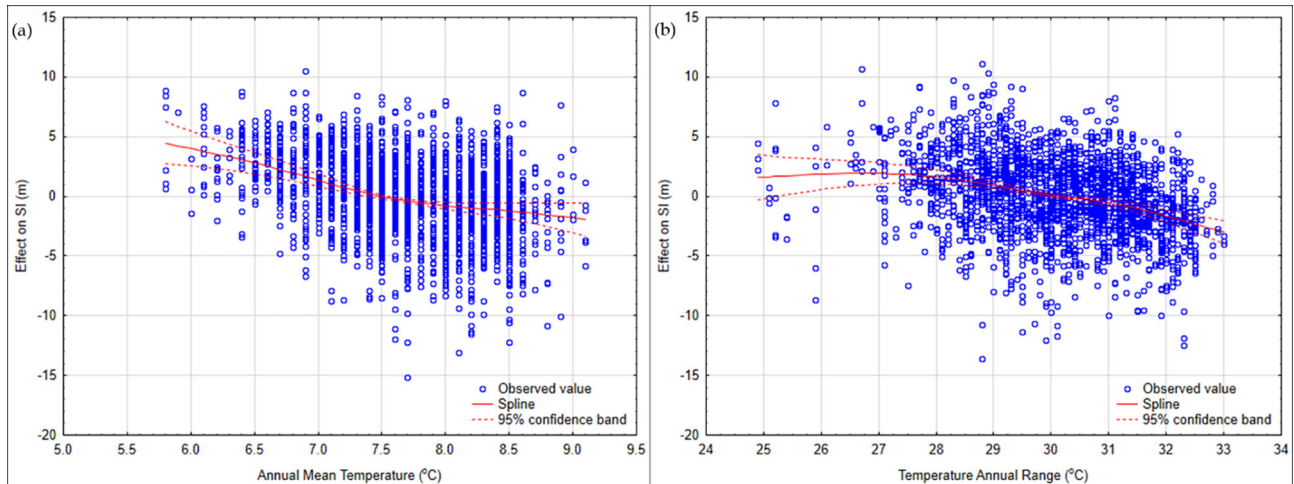 (a)
15
10
5
0
-5
-10
-15
-20
Effect on SI (m)
Observed value
Spline
95% confidence band
5.0 5.5 6.0 6.5 7.0 7.5 8.0 8.5 9.0 9.5
Annual Mean Temperature (⁰C)
(b)
15
10
5
0
-5
-10
-15
-20
Effect on SI (m)
Observed value
Spline
95% confidence band
24 25 26 27 28 29 30 31 32 33 34
Temperature Annual Range (⁰C)